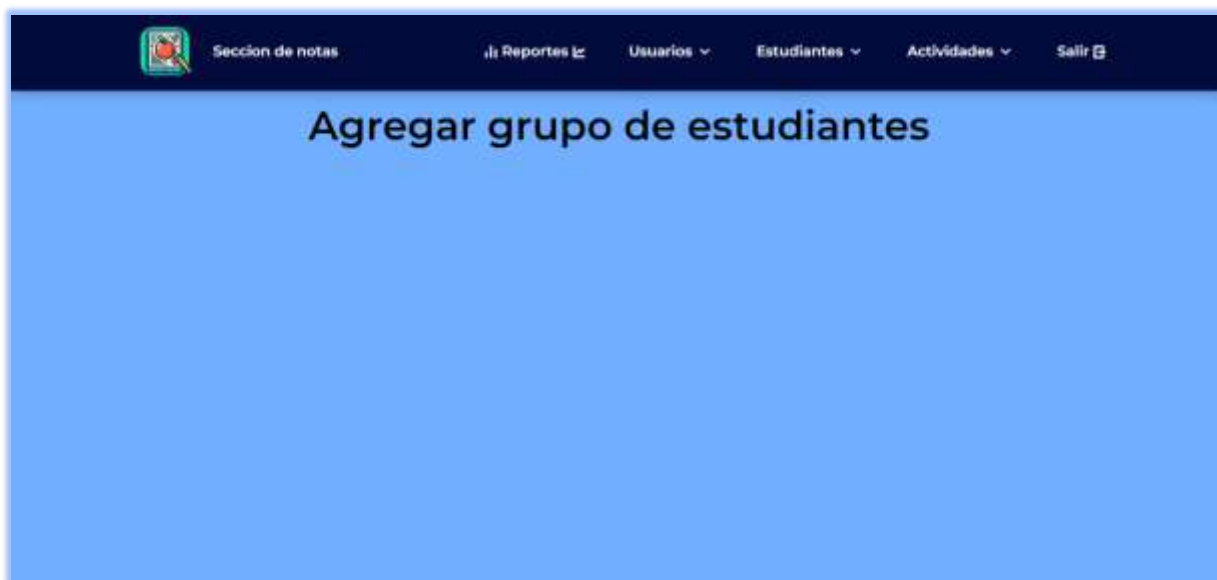 Seccion de notas Reportes Usuarios Estudiantes Actividades Salir
Agregar grupo de estudiantes